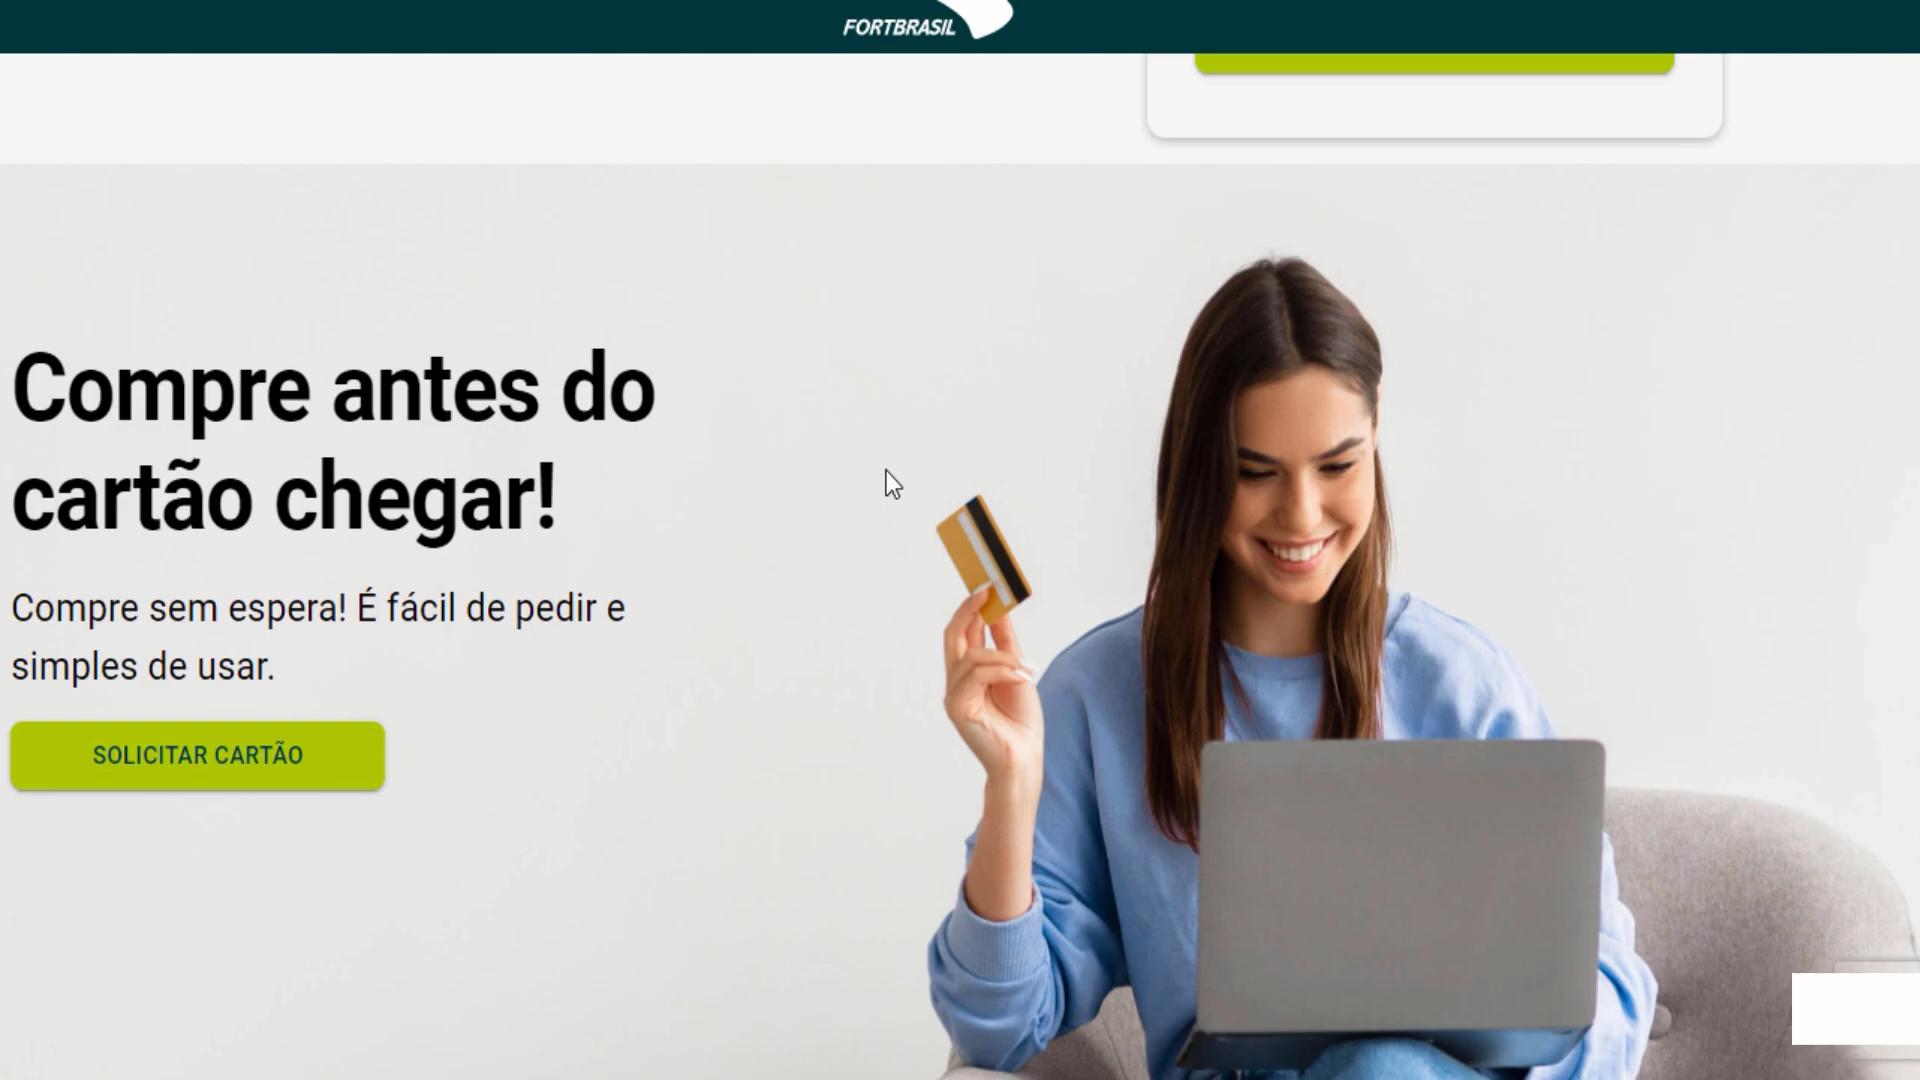 FORTBRASIL
Compre antes do
cartão chegar!
Compre sem espera! É fácil de pedir e
simples de usar.
SOLICITAR CARTÃO